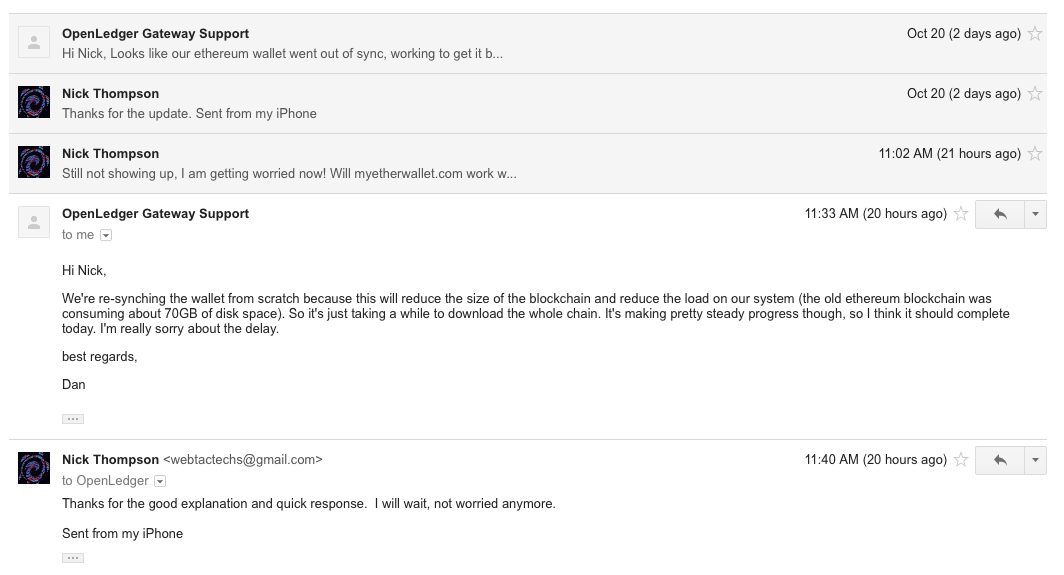 OpenLedger Gateway Support Oct 20 (2 days ago)
Hi Nick, Looks like our ethereum wallet went out of sync, working to get it b...
Nick Thompson Oct 20 (2 days ago)
Thanks for the update. Sent from my iPhone
Nick Thompson 11:02 AM (21 hours ago)
Still not showing up, I am getting worried now! Will myetherwallet.com work w...
OpenLedger Gateway Support 11:33 AM (20 hours ago)
to me
Hi Nick,
We're re-synching the wallet from scratch because this will reduce the size of the blockchain and reduce the load on our system (the old ethereum blockchain was
consuming about 70GB of disk space). So it's just taking a while to download the whole chain. It's making pretty steady progress though, so I think it should complete
today. I'm really sorry about the delay.
best regards,
Dan
Nick Thompson <webtactechs@gmail.com> 11:40 AM (20 hours ago)
to OpenLedger
Thanks for the good explanation and quick response.  I will wait, not worried anymore.
Sent from my iPhone